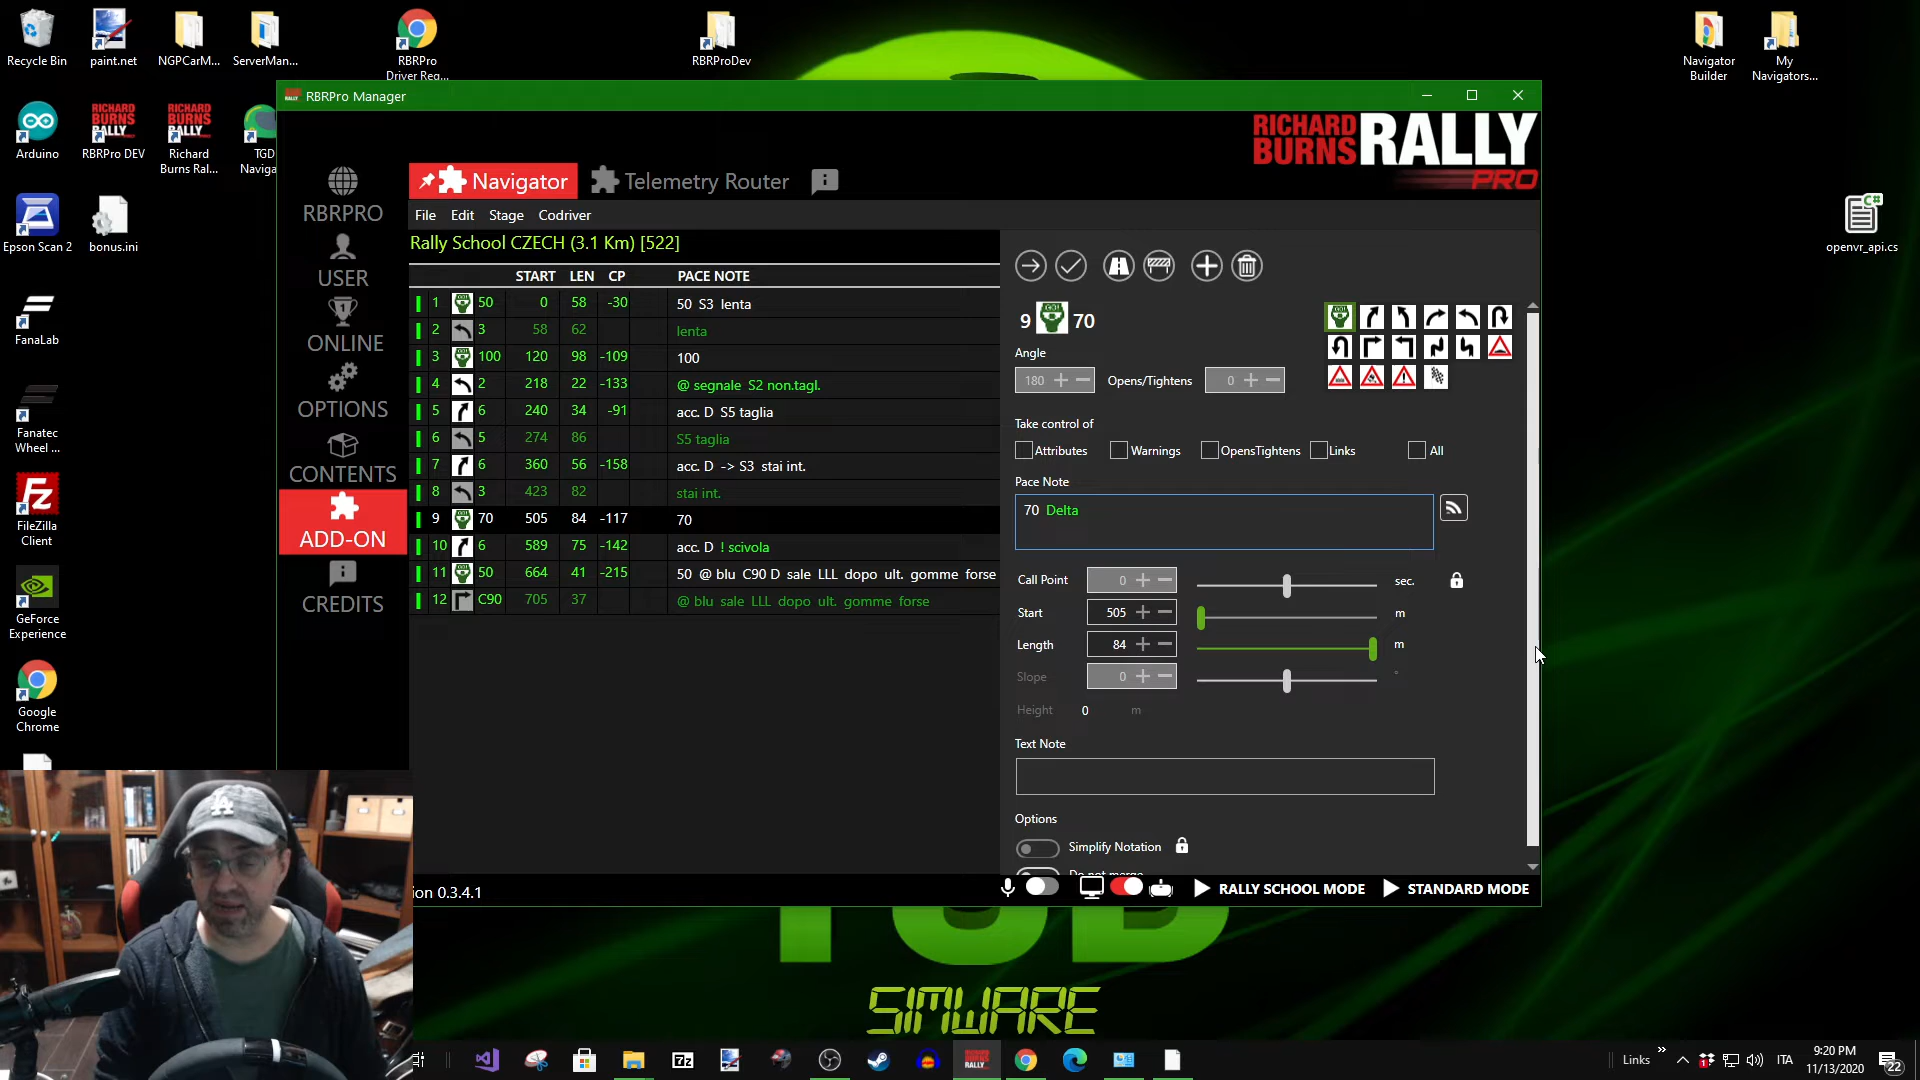 Recycle Bin
paint.net
NGPCarM...
ServerMan...
RBRPro
Driver Reg...
RBRProDev
Navigator
Builder
My
Navigators...
RBRPro Manager
RICHARD
BURNS RALLY
PRO
Arduino
RBRPro DEV
Richard
Burns Ral...
TGD
Naviga
Epson Scan 2
bonus.ini
openvr_api.cs
FanaLab
Fanatec
Wheel ...
FileZilla
Client
GeForce
Experience
Google
Chrome
RBRPRO
USER
ONLINE
OPTIONS
CONTENTS
ADD-ON
CREDITS
Navigator
Telemetry Router
File Edit Stage Codriver
Rally School CZECH (3.1 Km) [522]
START LEN CP PACE NOTE
1 50 0 58 -30 50 S3 lenta
2 3 58 62 lenta
3 100 120 98 -109 100
4 2 218 22 -133 @ segnale S2 non.tagl.
5 6 240 34 -91 acc. D S5 taglia
6 5 274 86 S5 taglia
7 6 360 56 -158 acc. D -> S3 stai int.
8 3 423 82 stai int.
9 70 505 84 -117 70
10 6 589 75 -142 acc. D ! scivola
11 50 664 41 -215 50 @ blu C90 D sale LLL dopo ult. gomme forse
12 C90 705 37 @ blu sale LLL dopo ult. gomme forse
9 70
Angle
180 + − Opens/Tightens 0 + −
Take control of
Attributes Warnings OpensTightens Links All
Pace Note
70 Delta
Call Point 0 + − sec.
Start 505 + − m
Length 84 + − m
Slope 0 + − °
Height 0 m
Text Note
Options
Simplify Notation
Do not merge
ion 0.3.4.1
RALLY SCHOOL MODE
STANDARD MODE
SIMWARE
Links
ITA
9:20 PM
11/13/2020
22